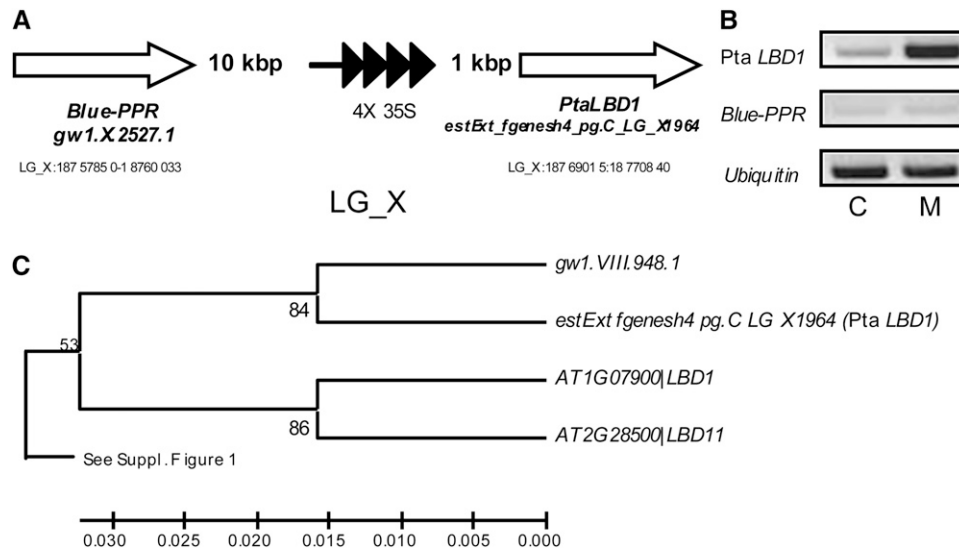 A
10 kbp
1 kbp
4X 35S
Blue-PPR
gw1.X.2527.1
PtaLBD1
estExt_fgenesh4_pg.C_LG_X1964
LG_X:187 5785 0-1 8760 033
LG_X:187 6901 5:18 7708 40
LG_X
B
Pta LBD1
Blue-PPR
Ubiquitin
C M
C
gw1.VIII.948.1
84
estExt fgenesh4 pg.C LG X1964 (Pta LBD1)
53
AT1G07900|LBD1
86
AT2G28500|LBD11
See Suppl. Figure 1
0.030 0.025 0.020 0.015 0.010 0.005 0.000